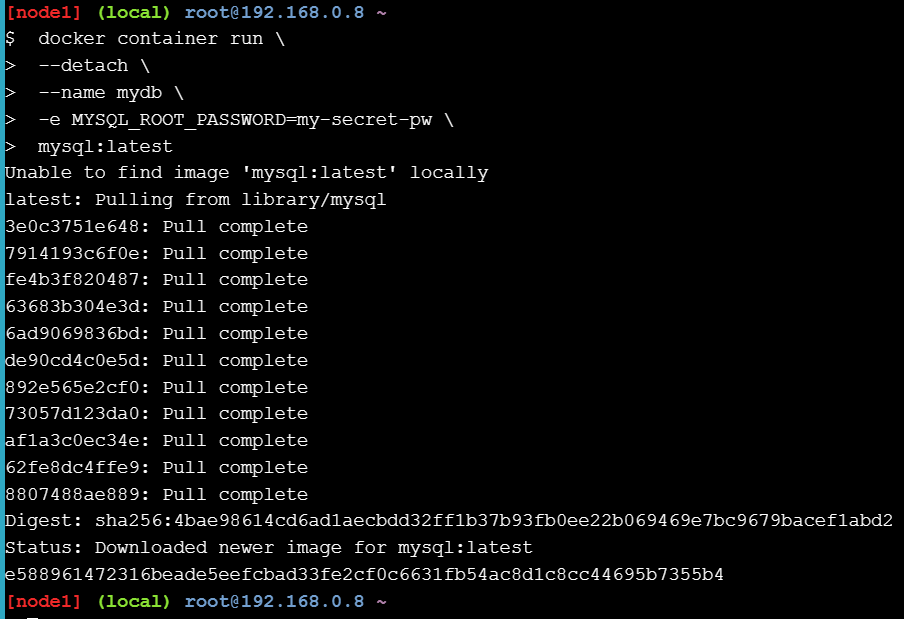 [node1] (local) root@192.168.0.8 ~
$  docker container run \
>  --detach \
>  --name mydb \
>  -e MYSQL_ROOT_PASSWORD=my-secret-pw \
>  mysql:latest
Unable to find image 'mysql:latest' locally
latest: Pulling from library/mysql
3e0c3751e648: Pull complete
7914193c6f0e: Pull complete
fe4b3f820487: Pull complete
63683b304e3d: Pull complete
6ad9069836bd: Pull complete
de90cd4c0e5d: Pull complete
892e565e2cf0: Pull complete
73057d123da0: Pull complete
af1a3c0ec34e: Pull complete
62fe8dc4ffe9: Pull complete
8807488ae889: Pull complete
Digest: sha256:4bae98614cd6ad1aecbdd32ff1b37b93fb0ee22b069469e7bc9679bacef1abd2
Status: Downloaded newer image for mysql:latest
e588961472316beade5eefcbad33fe2cf0c6631fb54ac8d1c8cc44695b7355b4
[node1] (local) root@192.168.0.8 ~